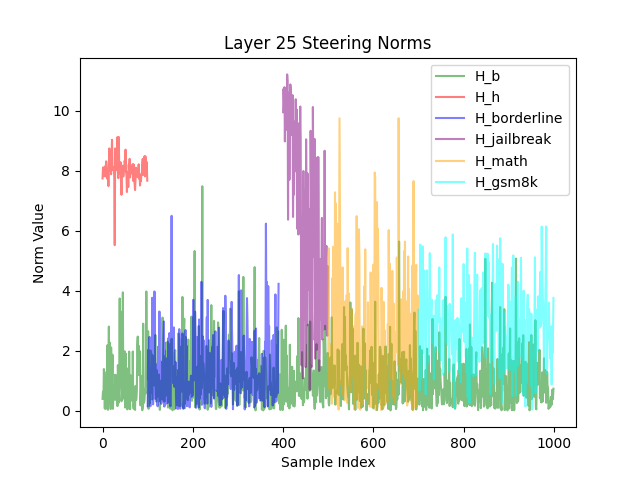 Layer 25 Steering Norms
Norm Value
10
8
6
4
2
0
H_b
H_h
H_borderline
H_jailbreak
H_math
H_gsm8k
0 200 400 600 800 1000
Sample Index